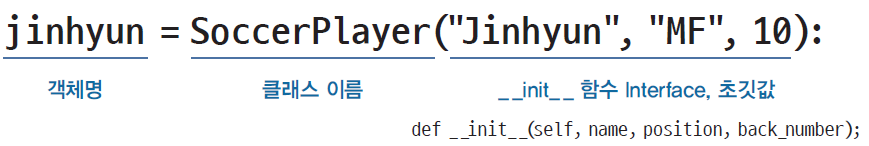 jinhyun = SoccerPlayer("Jinhyun", "MF", 10):
객체명 클래스 이름 __init__ 함수 Interface, 초깃값
def __init__(self, name, position, back_number);